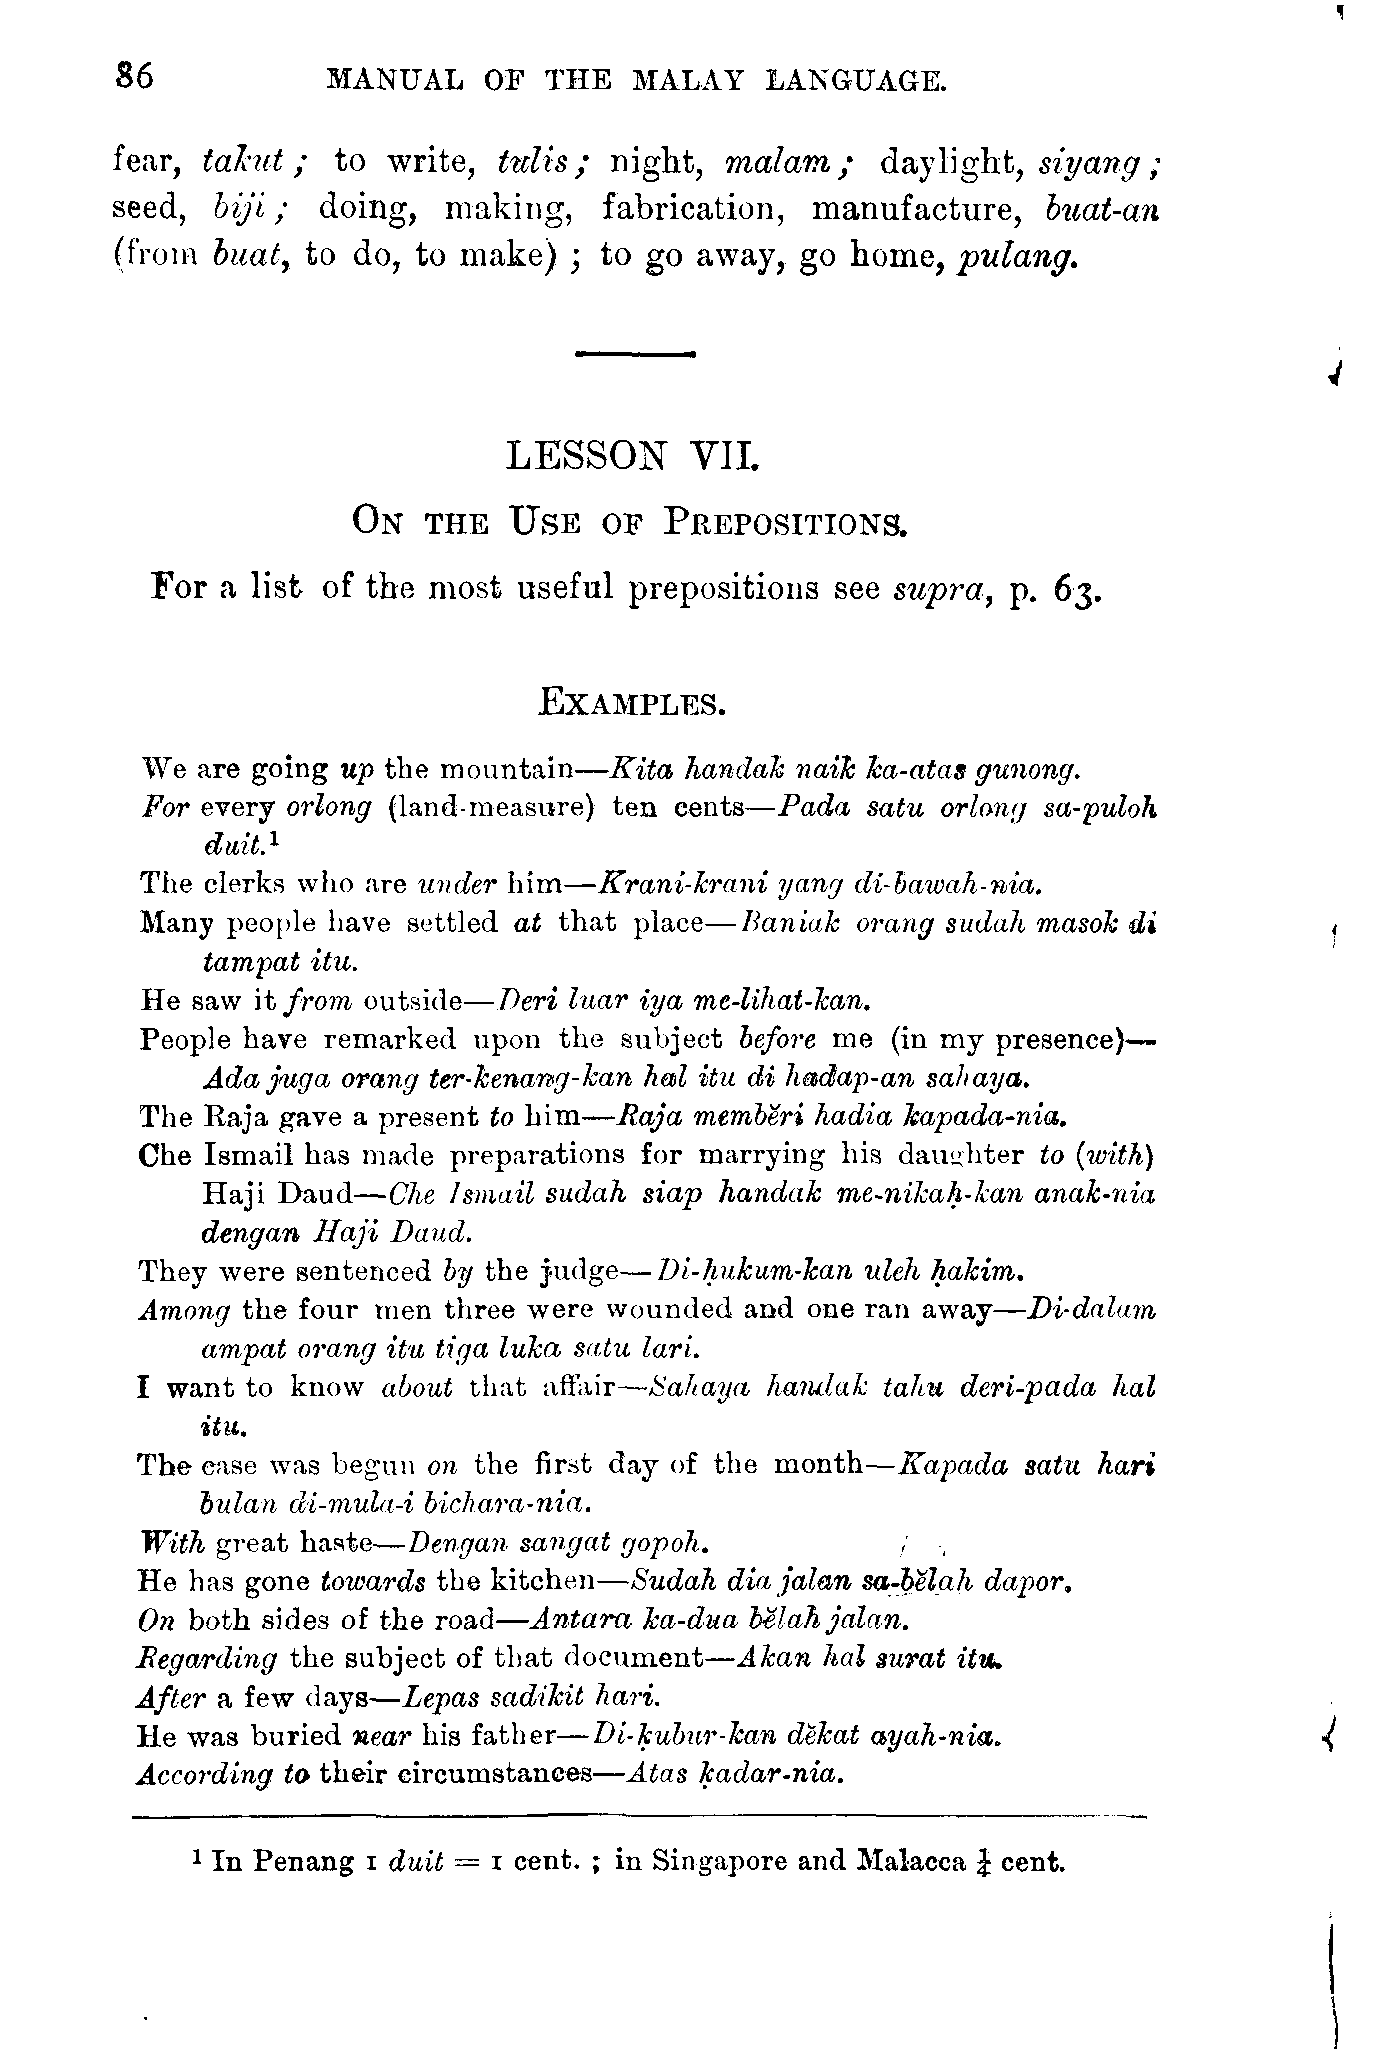 86 MANUAL OF THE MALAY LANGUAGE.
fear, takut; to write, tulis; night, malam; daylight, siyang;
seed, biji; doing, making, fabrication, manufacture, buat-an
(from buat, to do, to make); to go away, go home, pulang.
LESSON VII.
ON THE USE OF PREPOSITIONS.
For a list of the most useful prepositions see supra, p. 63.
EXAMPLES.
We are going up the mountain—Kita handak naik ka-atas gunong.
For every orlong (land-measure) ten cents—Pada satu orlong sa-puloh
duit.¹
The clerks who are under him—Krani-krani yang di-bawah-nia.
Many people have settled at that place—Baniak orang sudah masok di
tampat itu.
He saw it from outside—Deri luar iya me-lihat-kan.
People have remarked upon the subject before me (in my presence)—
Ada juga orang ter-kenang-kan hal itu di hadap-an sahaya.
The Raja gave a present to him—Raja membĕri hadia kapada-nia.
Che Ismail has made preparations for marrying his daughter to (with)
Haji Daud—Che Ismail sudah siap handak me-nikaḥ-kan anak-nia
dengan Haji Daud.
They were sentenced by the judge—Di-ḥukum-kan uleh ḥakim.
Among the four men three were wounded and one ran away—Di-dalam
ampat orang itu tiga luka satu lari.
I want to know about that affair—Sahaya handak tahu deri-pada hal
itu.
The case was begun on the first day of the month—Kapada satu hari
bulan di-mula-i bichara-nia.
With great haste—Dengan sangat gopoh.
He has gone towards the kitchen—Sudah dia jalan sa-bĕlah dapor.
On both sides of the road—Antara ka-dua bĕlah jalan.
Regarding the subject of that document—Akan hal surat itu.
After a few days—Lepas sadikit hari.
He was buried near his father—Di-ḳubur-kan dĕkat ayah-nia.
According to their circumstances—Atas ḳadar-nia.
¹ In Penang 1 duit = 1 cent.; in Singapore and Malacca ¼ cent.